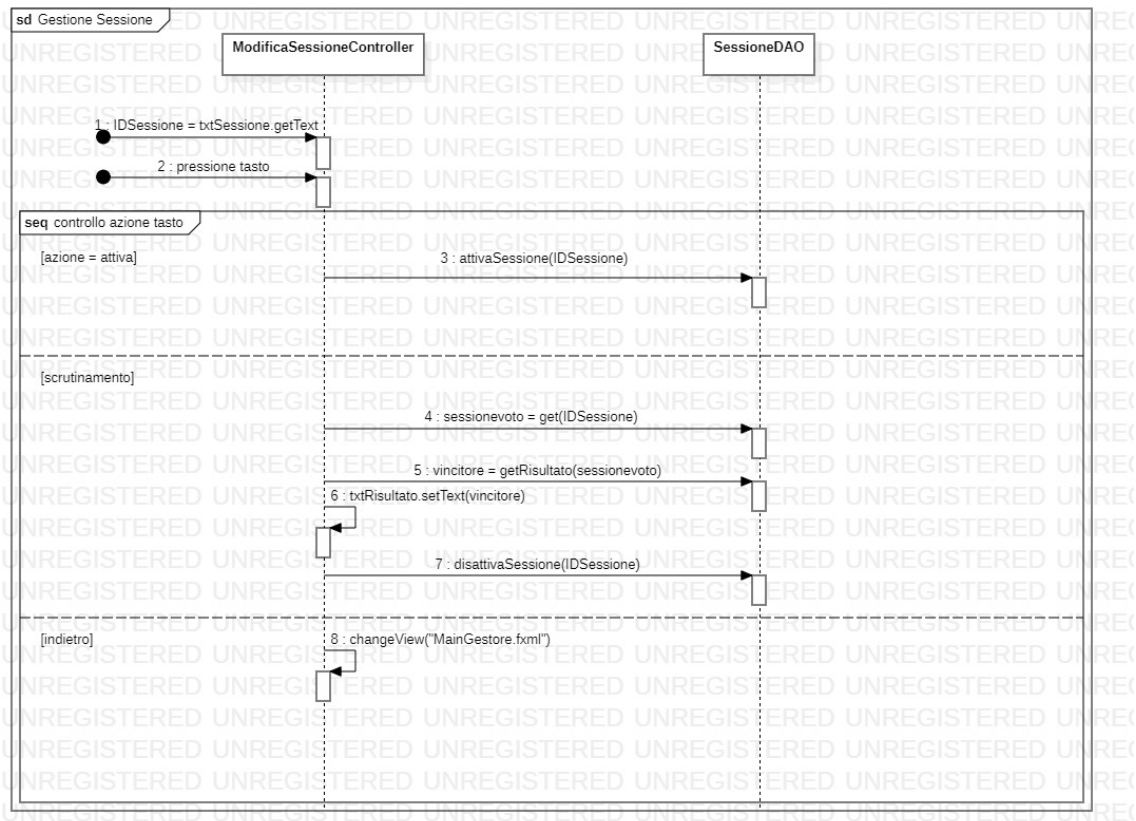 sd Gestione Sessione
ModificaSessioneController
SessioneDAO
1 : IDSessione = txtSessione.getText
2 : pressione tasto
seq controllo azione tasto
[azione = attiva]
3 : attivaSessione(IDSessione)
[scrutinamento]
4 : sessionevoto = get(IDSessione)
5 : vincitore = getRisultato(sessionevoto)
6 : txtRisultato.setText(vincitore)
7 : disattivaSessione(IDSessione)
[indietro]
8 : changeView("MainGestore.fxml")
UNREGISTERED